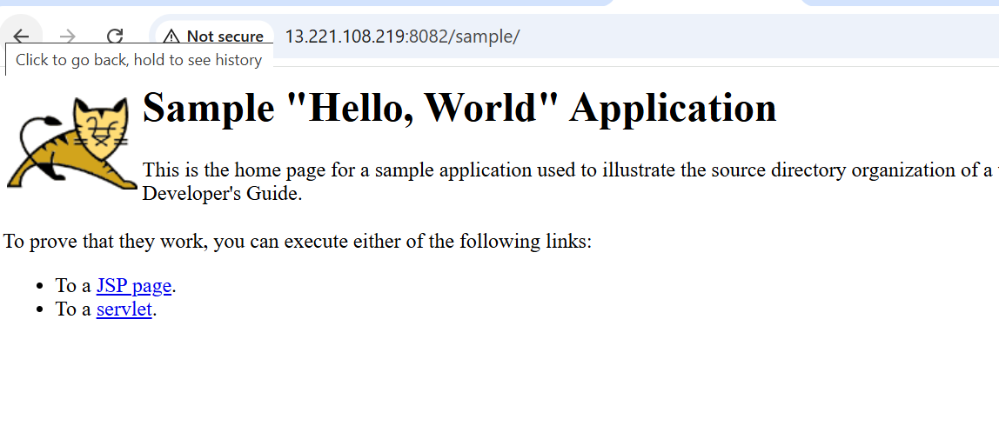 Not secure 13.221.108.219:8082/sample/
Click to go back, hold to see history
Sample "Hello, World" Application
This is the home page for a sample application used to illustrate the source directory organization of a
Developer's Guide.
To prove that they work, you can execute either of the following links:
• To a JSP page.
• To a servlet.